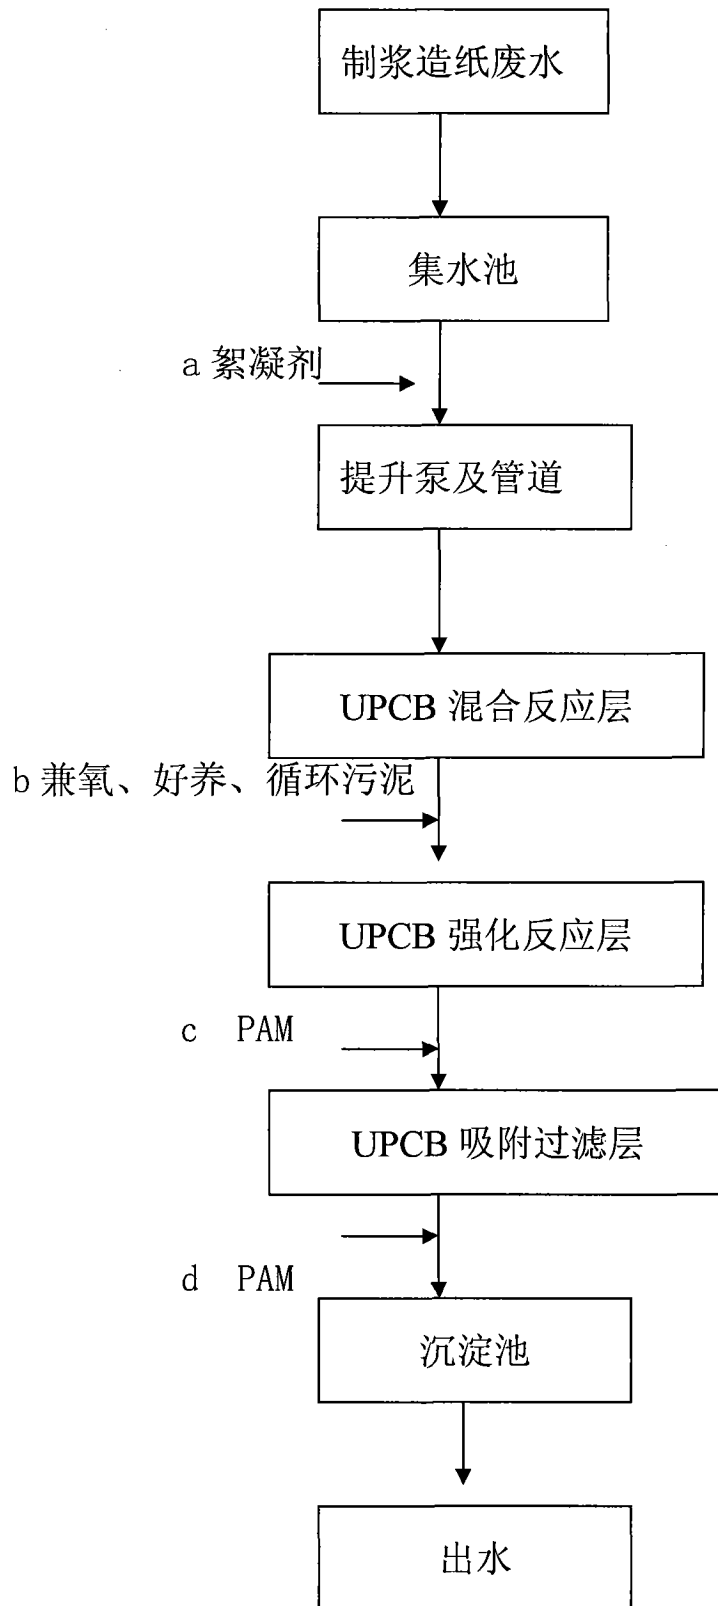 制浆造纸废水
集水池
a 絮凝剂
提升泵及管道
UPCB 混合反应层
b 兼氧、好养、循环污泥
UPCB 强化反应层
c PAM
UPCB 吸附过滤层
d PAM
沉淀池
出水